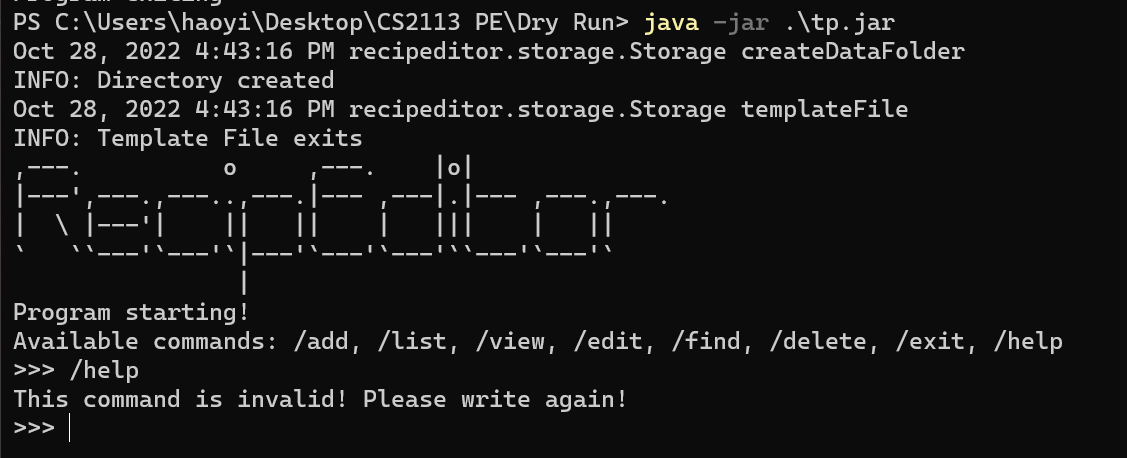 Program exiting
PS C:\Users\haoyi\Desktop\CS2113 PE\Dry Run> java -jar .\tp.jar
Oct 28, 2022 4:43:16 PM recipeditor.storage.Storage createDataFolder
INFO: Directory created
Oct 28, 2022 4:43:16 PM recipeditor.storage.Storage templateFile
INFO: Template File exits
,---.               o       ,---.      |o|
|---',---.,---..,---.|--- ,---|.|--- ,---.,---.
|   \ |---'|     ||     ||      |     |||      |     ||
`    ``---'`---'`|---'`---'`---'``---'`---'`
                 |
Program starting!
Available commands: /add, /list, /view, /edit, /find, /delete, /exit, /help
>>> /help
This command is invalid! Please write again!
>>>